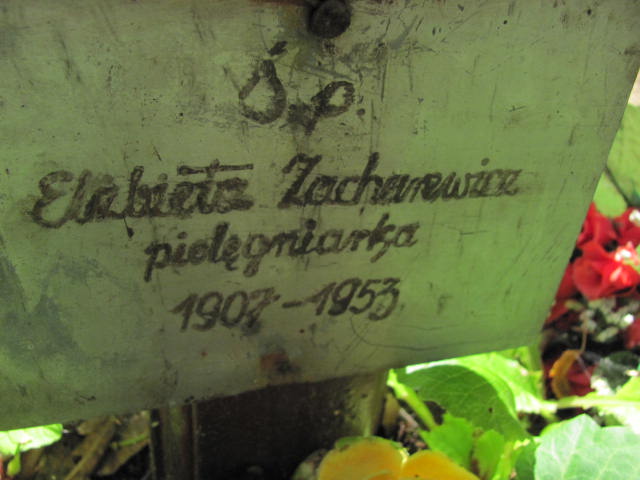 Ś.p.
Elżbieta Zacharewicz
pielęgniarka
1907-1953